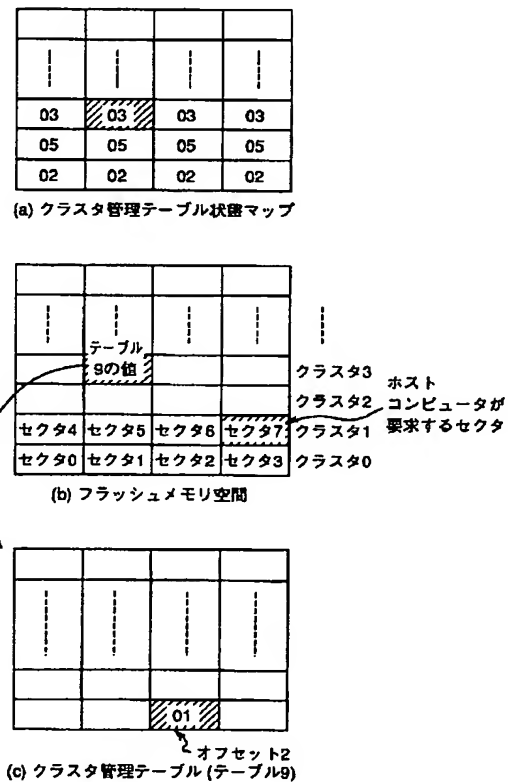 03 03 03 03
05 05 05 05
02 02 02 02
(a) クラスタ管理テーブル状態マップ
テーブル
9の値
クラスタ3
クラスタ2
セクタ4 セクタ5 セクタ6 セクタ7 クラスタ1
セクタ0 セクタ1 セクタ2 セクタ3 クラスタ0
ホスト
コンピュータが
要求するセクタ
(b) フラッシュメモリ空間
01
オフセット2
(c) クラスタ管理テーブル (テーブル9)